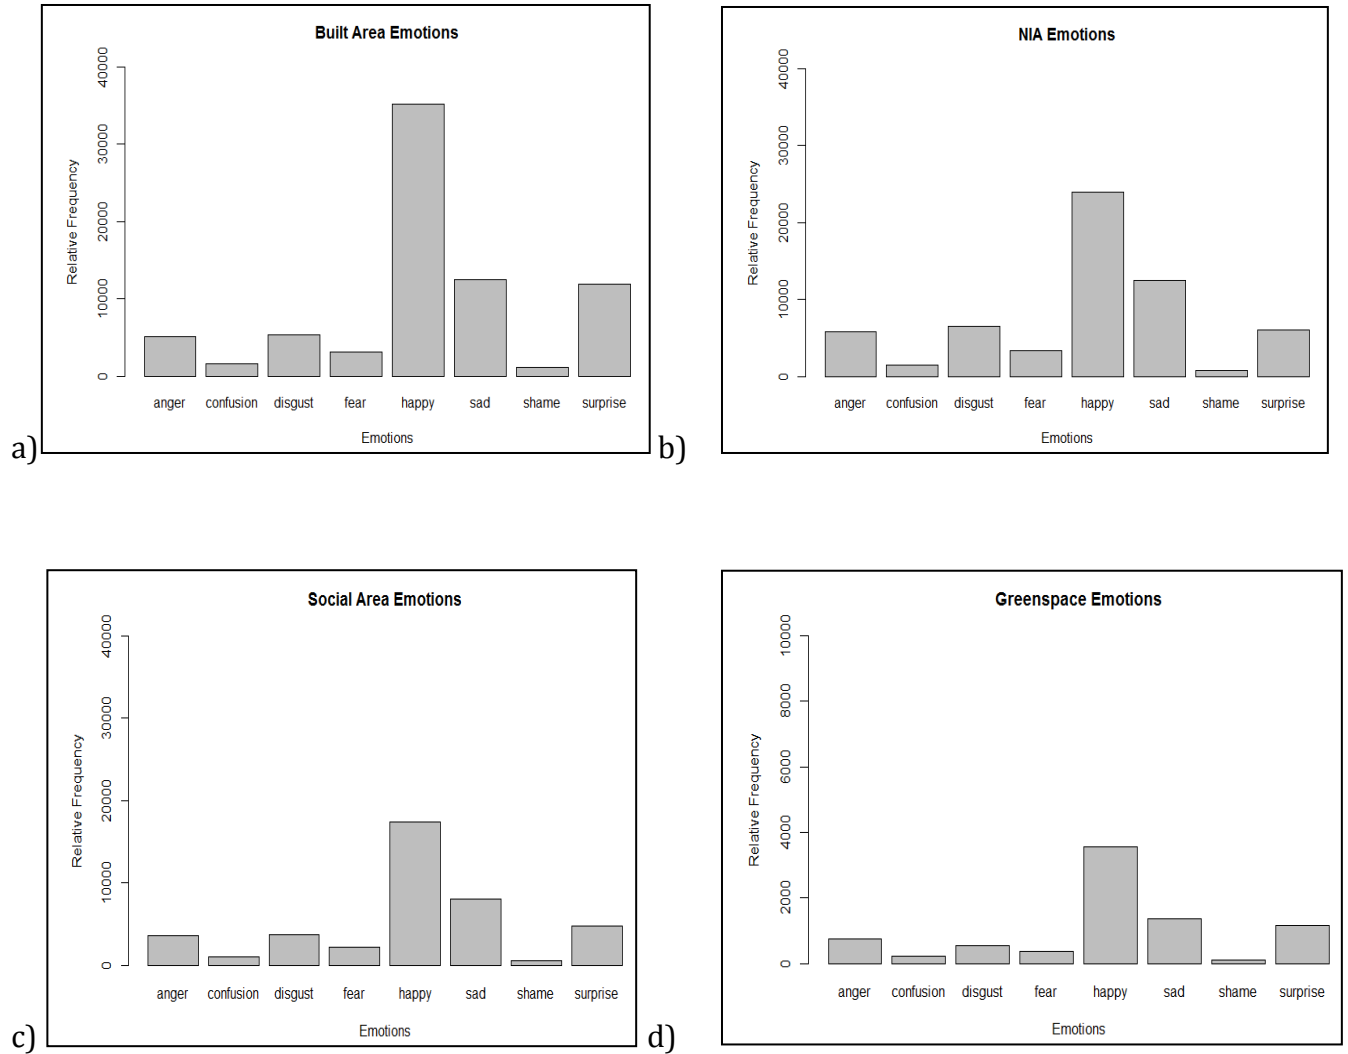 Built Area Emotions
Relative Frequency
40000
30000
20000
10000
0
anger confusion disgust fear happy sad shame surprise
Emotions
a)
NIA Emotions
Relative Frequency
40000
30000
20000
10000
0
anger confusion disgust fear happy sad shame surprise
Emotions
b)
Social Area Emotions
Relative Frequency
40000
30000
20000
10000
0
anger confusion disgust fear happy sad shame surprise
Emotions
c)
Greenspace Emotions
Relative Frequency
10000
8000
6000
4000
2000
0
anger confusion disgust fear happy sad shame surprise
Emotions
d)